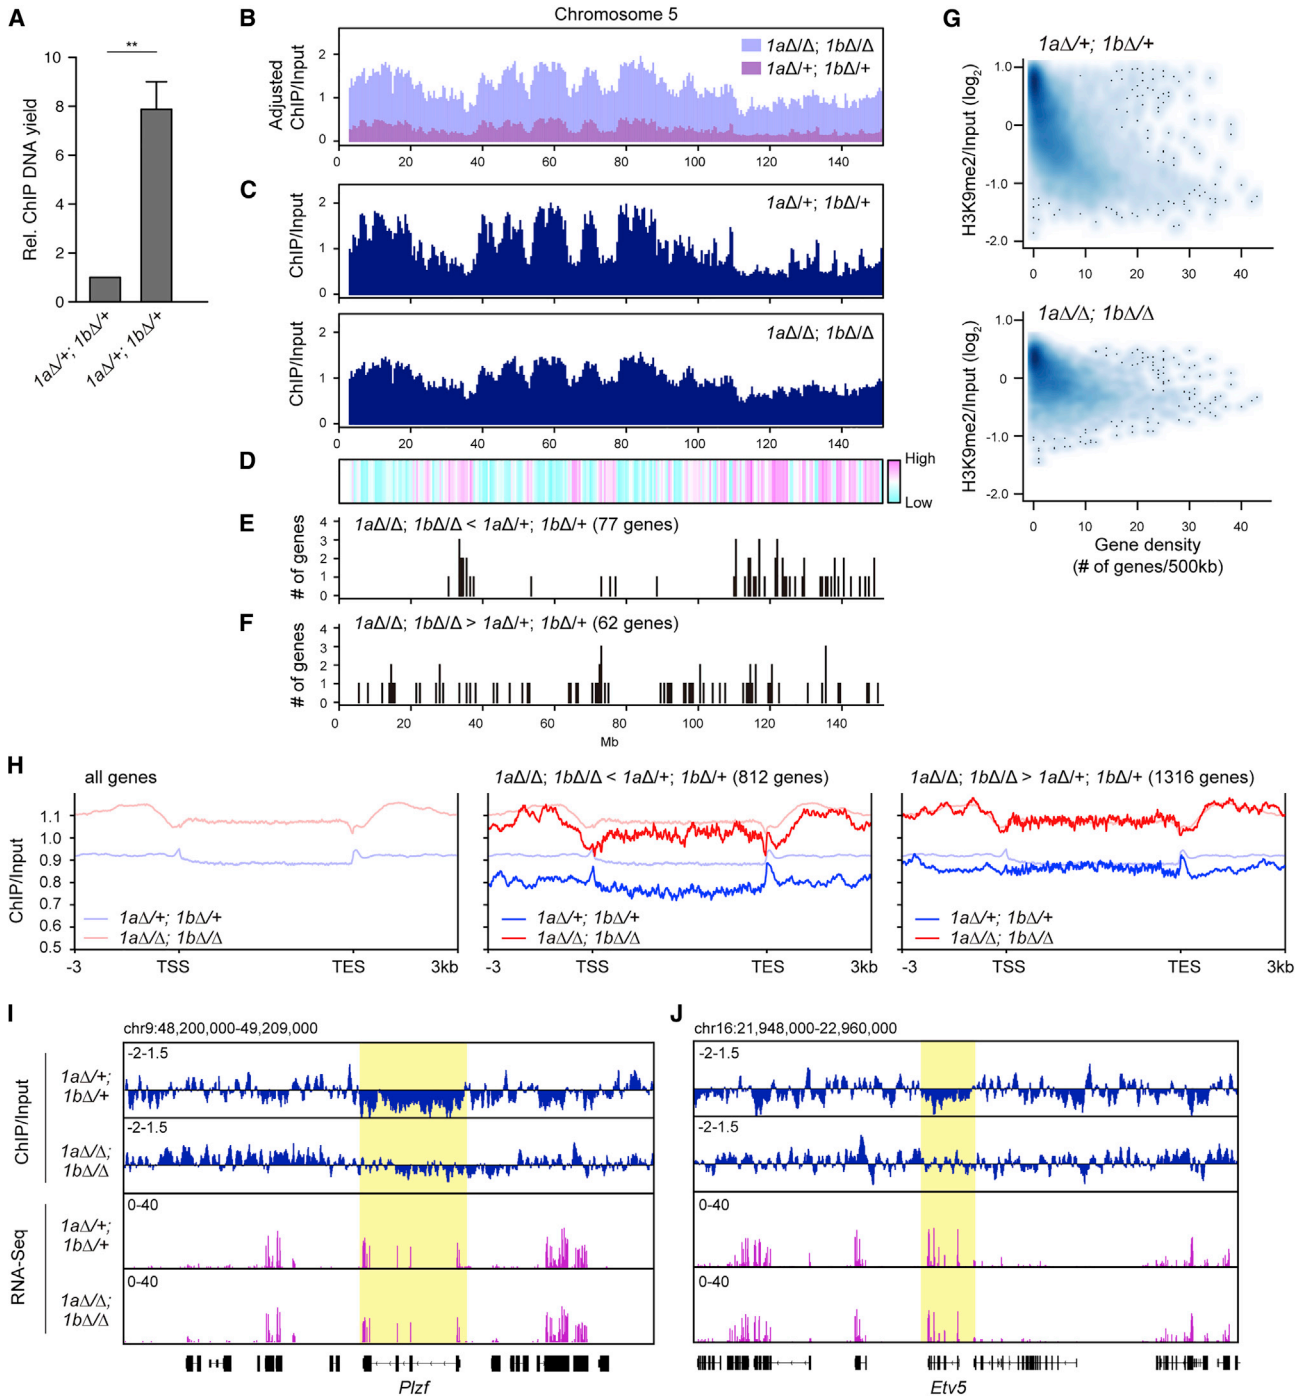 A
**
Rel. ChIP DNA yield
10
8
6
4
2
0
1aΔ/+; 1bΔ/+
1aΔ/+; 1bΔ/+
B
Chromosome 5
Adjusted
ChIP/Input
2
1
0
1aΔ/Δ; 1bΔ/Δ
1aΔ/+; 1bΔ/+
0 20 40 60 80 100 120 140
C
ChIP/Input
2
1
0
1aΔ/+; 1bΔ/+
ChIP/Input
2
1
0
1aΔ/Δ; 1bΔ/Δ
0 20 40 60 80 100 120 140
D
High
Low
E
1aΔ/Δ; 1bΔ/Δ < 1aΔ/+; 1bΔ/+ (77 genes)
# of genes
4
3
2
1
0
F
1aΔ/Δ; 1bΔ/Δ > 1aΔ/+; 1bΔ/+ (62 genes)
# of genes
4
3
2
1
0
0 20 40 60 80 100 120 140
Mb
G
1aΔ/+; 1bΔ/+
H3K9me2/Input (log2)
1.0
0
-1.0
-2.0
0 10 20 30 40
1aΔ/Δ; 1bΔ/Δ
H3K9me2/Input (log2)
1.0
0
-1.0
-2.0
0 10 20 30 40
Gene density
(# of genes/500kb)
H
all genes
ChIP/Input
1.1
1.0
0.9
0.8
0.7
0.6
0.5
1aΔ/+; 1bΔ/+
1aΔ/Δ; 1bΔ/Δ
-3 TSS TES 3kb
1aΔ/Δ; 1bΔ/Δ < 1aΔ/+; 1bΔ/+ (812 genes)
1aΔ/+; 1bΔ/+
1aΔ/Δ; 1bΔ/Δ
-3 TSS TES 3kb
1aΔ/Δ; 1bΔ/Δ > 1aΔ/+; 1bΔ/+ (1316 genes)
1aΔ/+; 1bΔ/+
1aΔ/Δ; 1bΔ/Δ
-3 TSS TES 3kb
I
chr9:48,200,000-49,209,000
ChIP/Input
1aΔ/+;
1bΔ/+
-2-1.5
1aΔ/Δ;
1bΔ/Δ
-2-1.5
RNA-Seq
1aΔ/+;
1bΔ/+
0-40
1aΔ/Δ;
1bΔ/Δ
0-40
Plzf
J
chr16:21,948,000-22,960,000
-2-1.5
-2-1.5
0-40
0-40
Etv5